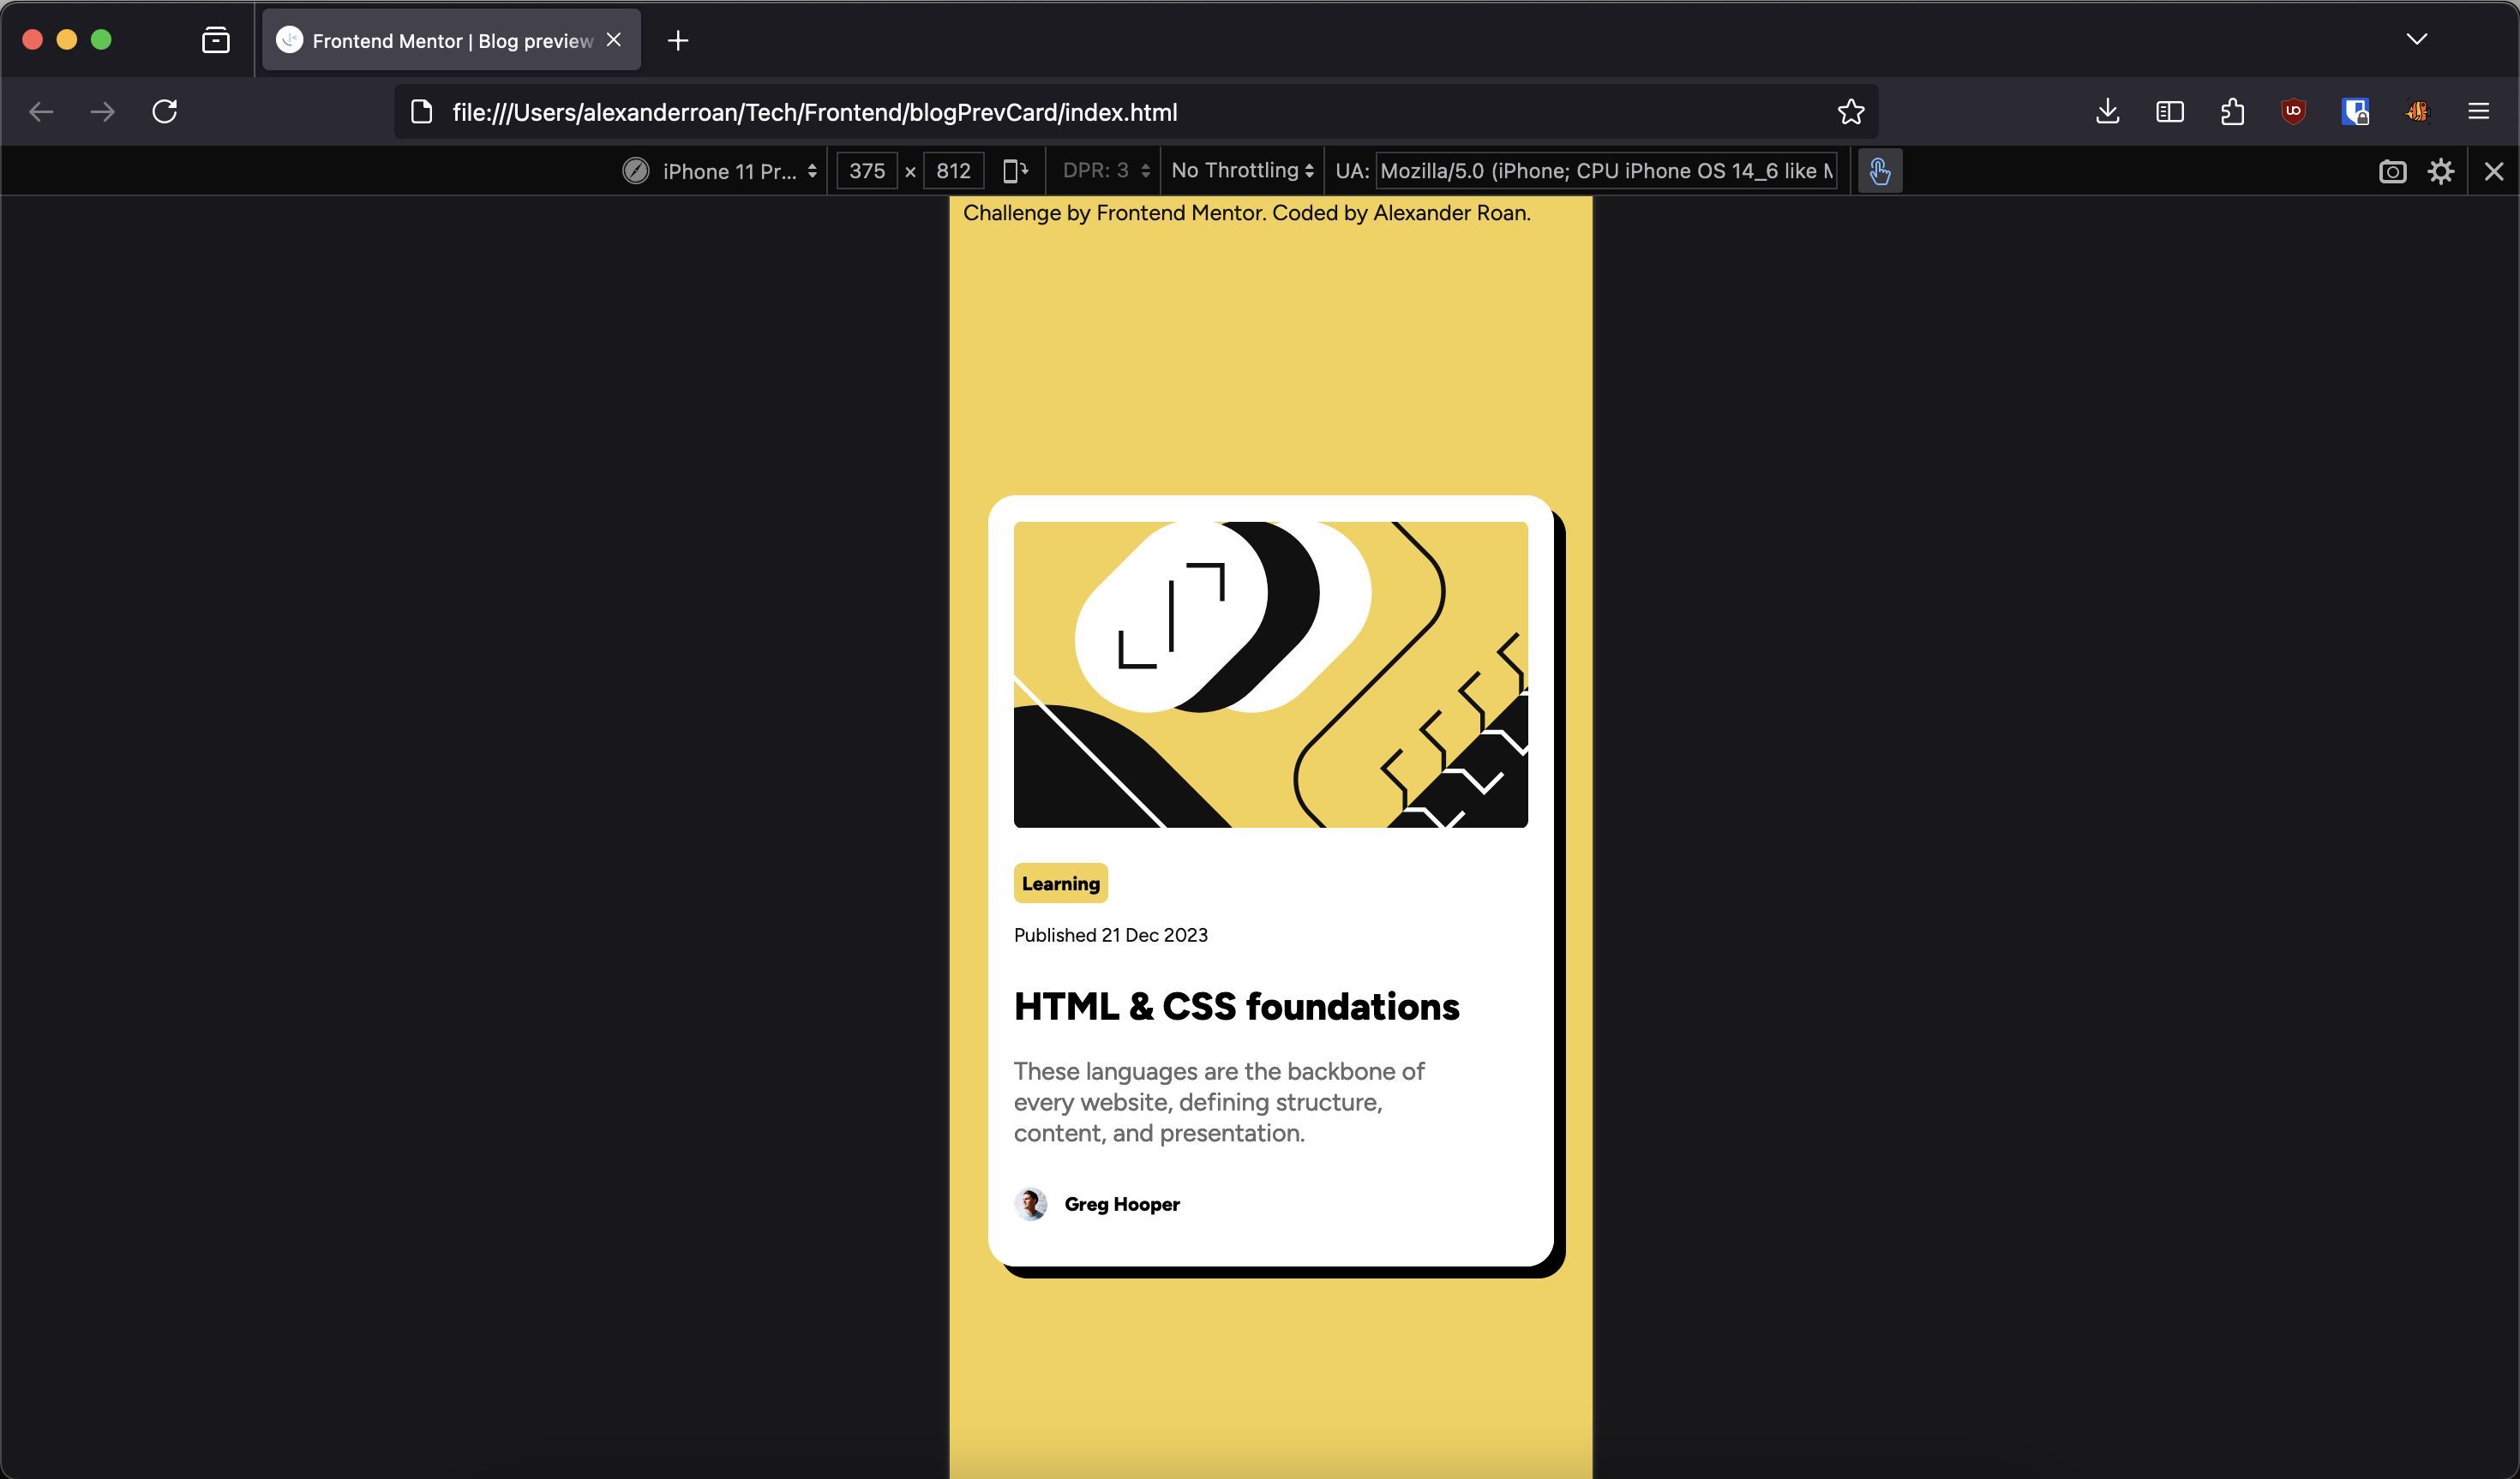 Frontend Mentor | Blog preview
file:///Users/alexanderroan/Tech/Frontend/blogPrevCard/index.html
iPhone 11 Pr... 375 × 812 DPR: 3 No Throttling UA: Mozilla/5.0 (iPhone; CPU iPhone OS 14_6 like M
Challenge by Frontend Mentor. Coded by Alexander Roan.
Learning
Published 21 Dec 2023
HTML & CSS foundations
These languages are the backbone of
every website, defining structure,
content, and presentation.
Greg Hooper